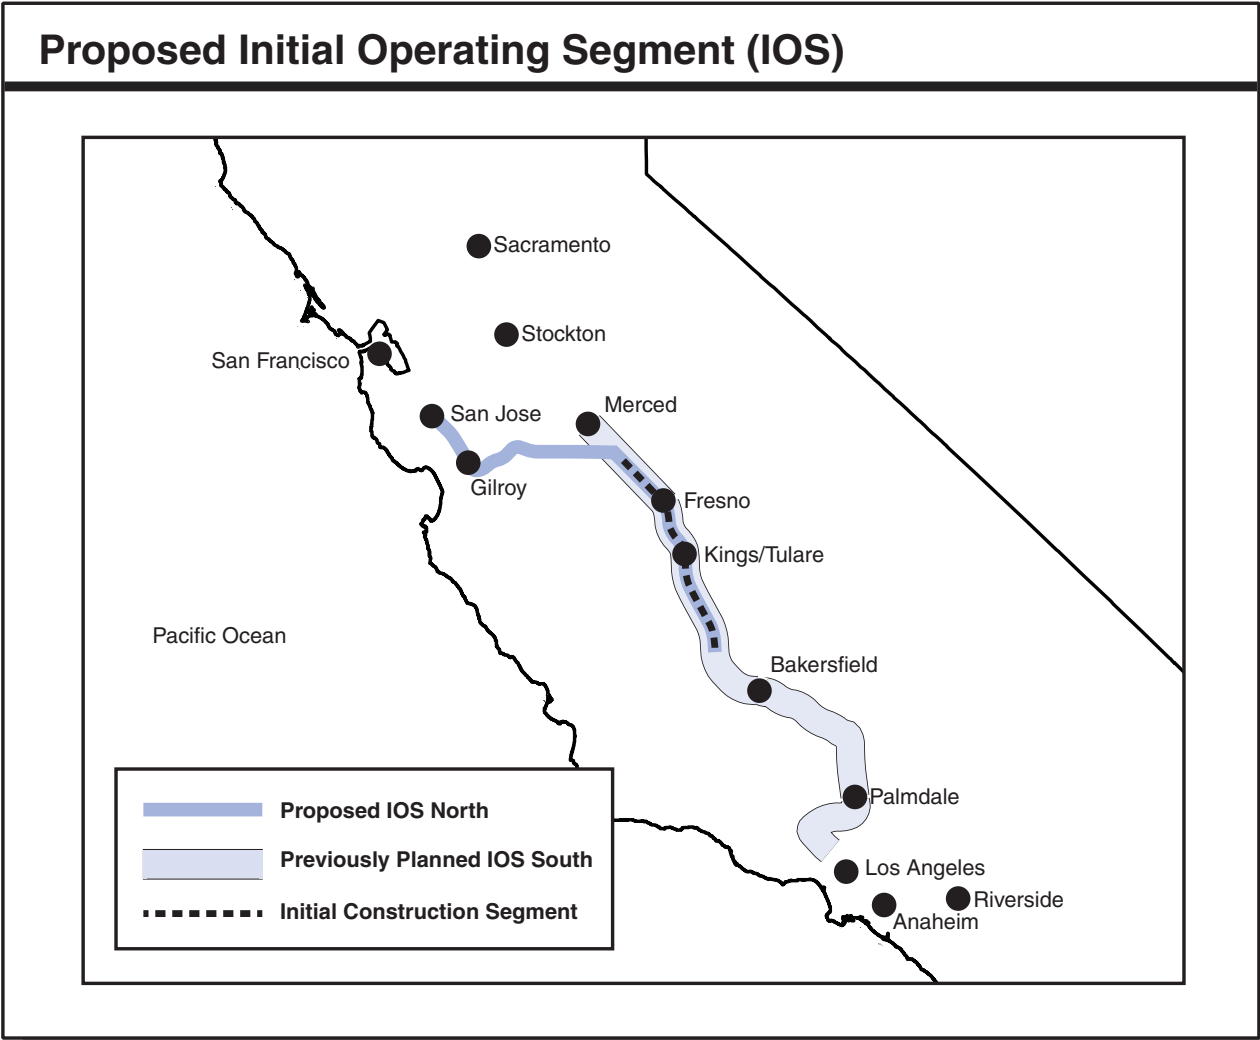 Proposed Initial Operating Segment (IOS)
Sacramento
Stockton
San Francisco
San Jose
Merced
Gilroy
Fresno
Kings/Tulare
Pacific Ocean
Bakersfield
Palmdale
Proposed IOS North
Previously Planned IOS South
Initial Construction Segment
Los Angeles
Riverside
Anaheim